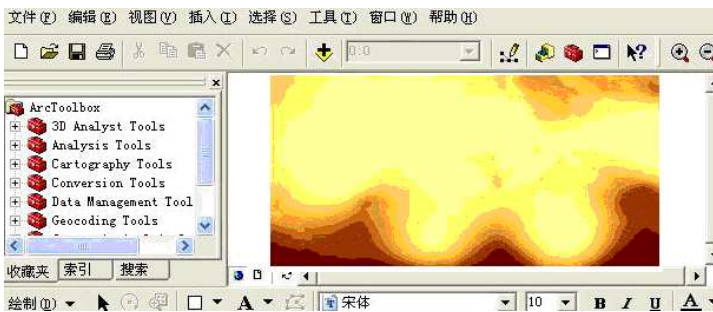 文件(F) 编辑(E) 视图(V) 插入(I) 选择(S) 工具(T) 窗口(W) 帮助(H)
0:0
ArcToolbox
3D Analyst Tools
Analysis Tools
Cartography Tools
Conversion Tools
Data Management Tool
Geocoding Tools
收藏夹 索引 搜索
绘制(D) A 宋体 10 B I U A